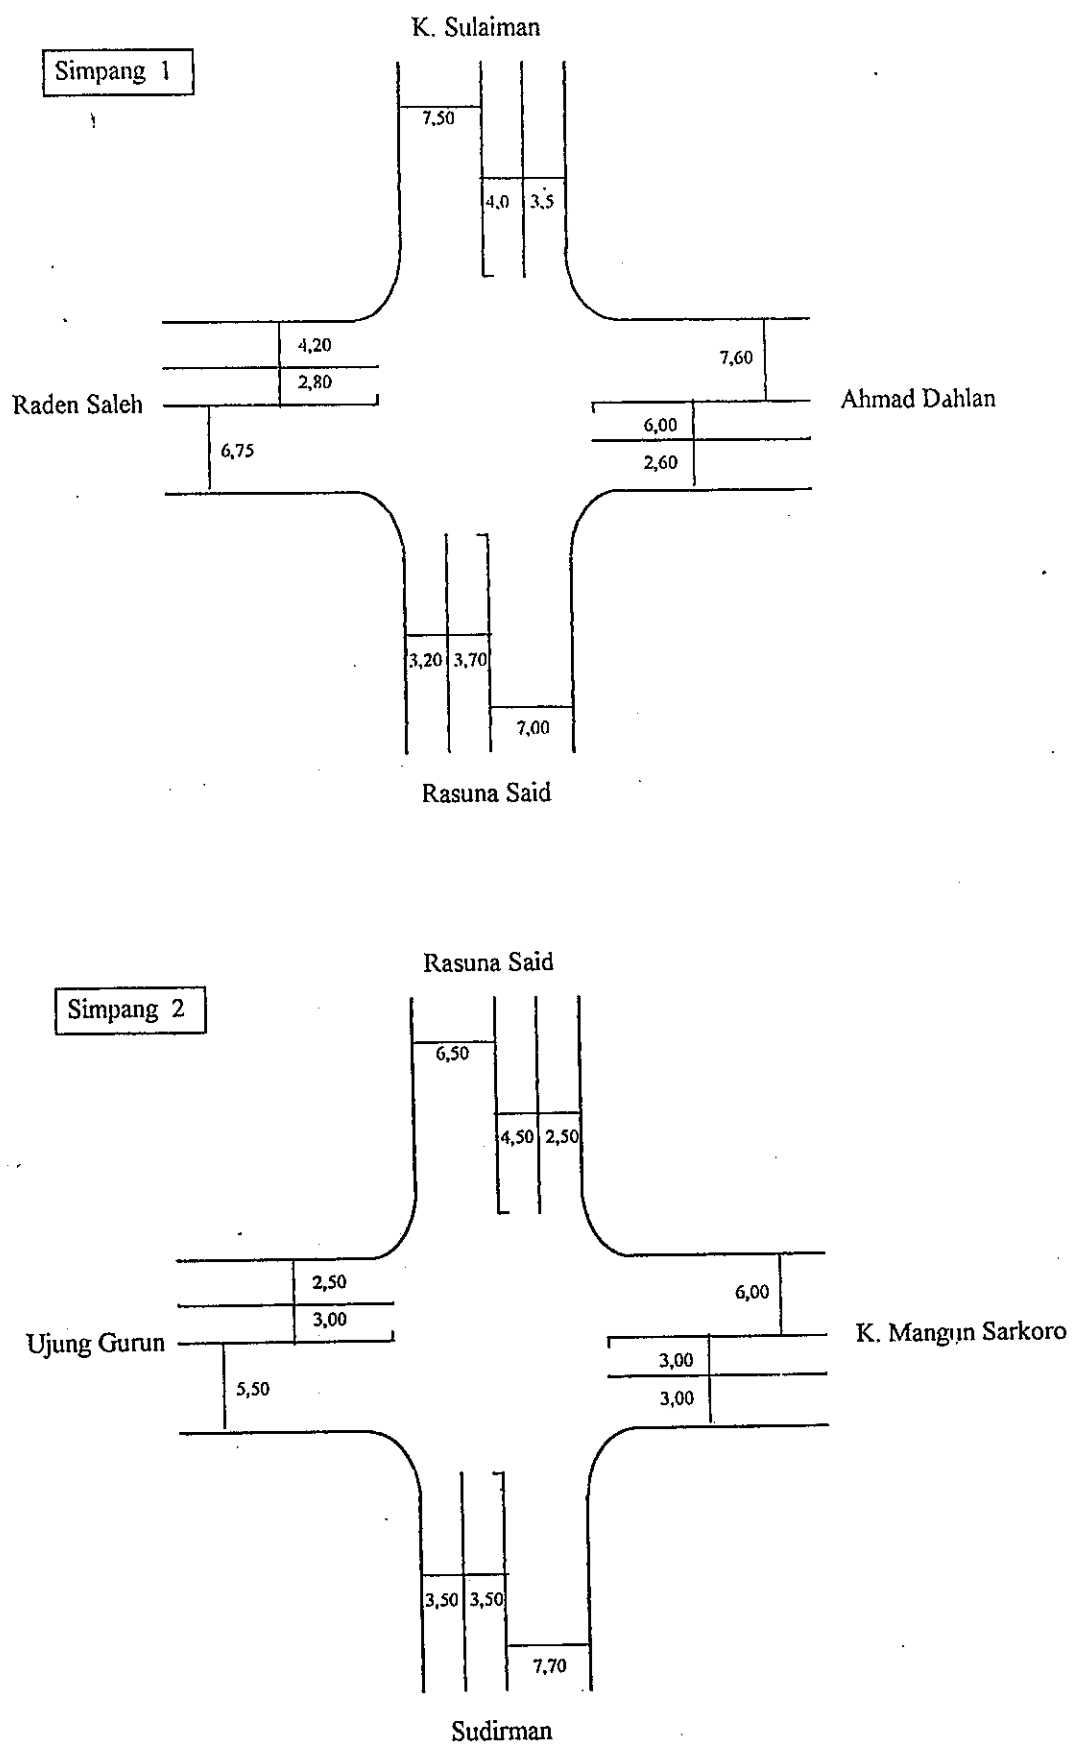 K. Sulaiman
Simpang 1
7,50
4,0 3,5
4,20
2,80
7,60
Raden Saleh
Ahmad Dahlan
6,00
6,75
2,60
3,20 3,70
7,00
Rasuna Said
Rasuna Said
Simpang 2
6,50
4,50 2,50
2,50
3,00
6,00
Ujung Gurun
K. Mangun Sarkoro
3,00
5,50
3,00
3,50 3,50
7,70
Sudirman